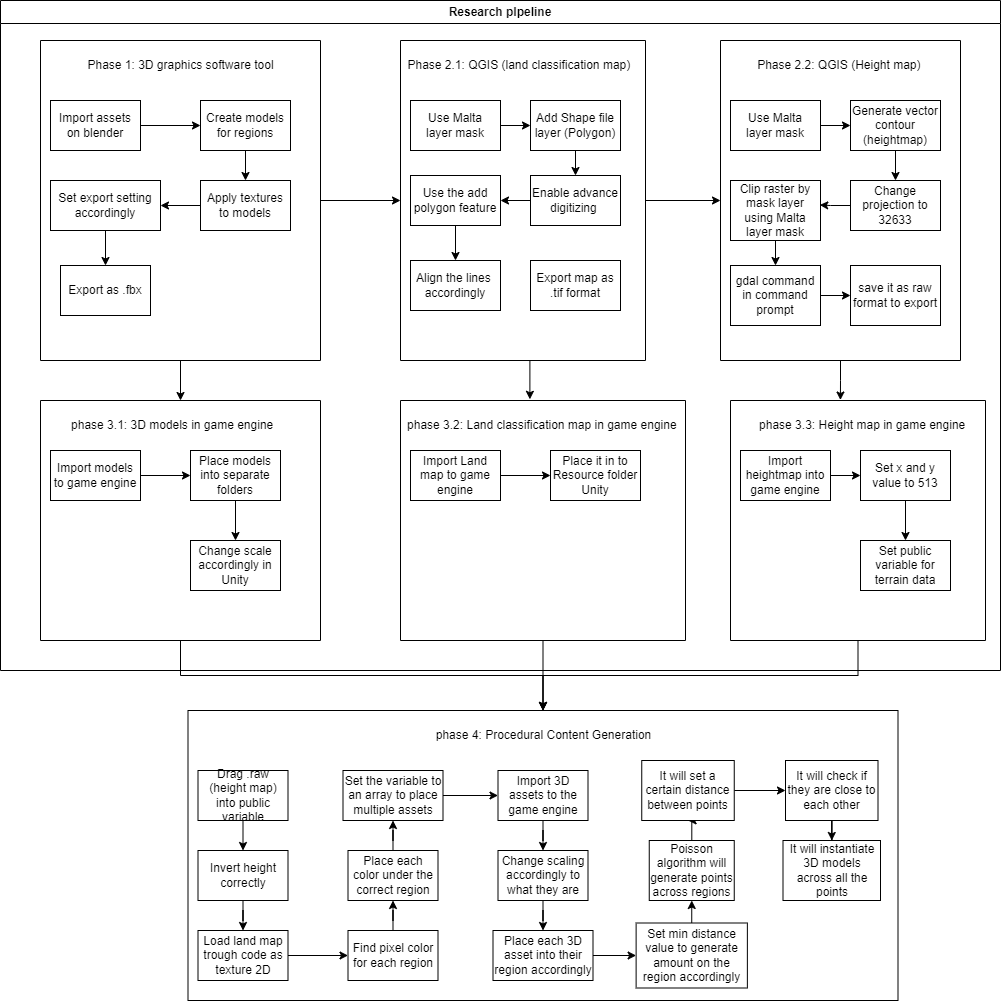 Research pipeline
Phase 1: 3D graphics software tool
Import assets
on blender
Create models
for regions
Set export setting
accordingly
Apply textures
to models
Export as .fbx
Phase 2.1: QGIS (land classification map)
Use Malta
layer mask
Add Shape file
layer (Polygon)
Use the add
polygon feature
Enable advance
digitizing
Align the lines
accordingly
Export map as
.tif format
Phase 2.2: QGIS (Height map)
Use Malta
layer mask
Generate vector
contour
(heightmap)
Clip raster by
mask layer
using Malta
layer mask
Change
projection to
32633
gdal command
in command
prompt
save it as raw
format to export
phase 3.1: 3D models in game engine
Import models
to game engine
Place models
into separate
folders
Change scale
accordingly in
Unity
phase 3.2: Land classification map in game engine
Import Land
map to game
engine
Place it in to
Resource folder
Unity
phase 3.3: Height map in game engine
Import
heightmap into
game engine
Set x and y
value to 513
Set public
variable for
terrain data
phase 4: Procedural Content Generation
Drag .raw
(height map)
into public
variable
Invert height
correctly
Load land map
trough code as
texture 2D
Set the variable to
an array to place
multiple assets
Place each
color under the
correct region
Find pixel color
for each region
Import 3D
assets to the
game engine
Change scaling
accordingly to
what they are
Place each 3D
asset into their
region accordingly
It will set a
certain distance
between points
Poisson
algorithm will
generate points
across regions
Set min distance
value to generate
amount on the
region accordingly
It will check if
they are close to
each other
It will instantiate
3D models
across all the
points